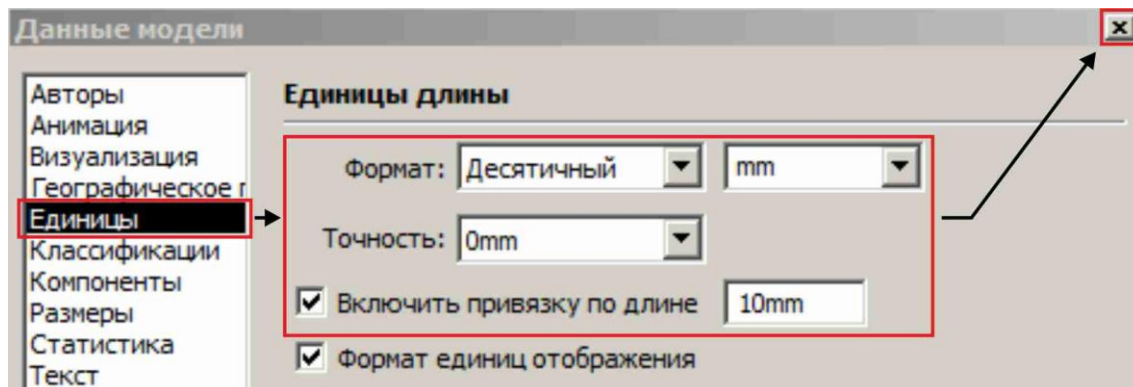 Данные модели
Авторы
Анимация
Визуализация
Географическое
Единицы
Классификации
Компоненты
Размеры
Статистика
Текст
Единицы длины
Формат: Десятичный mm
Точность: 0mm
Включить привязку по длине 10mm
Формат единиц отображения